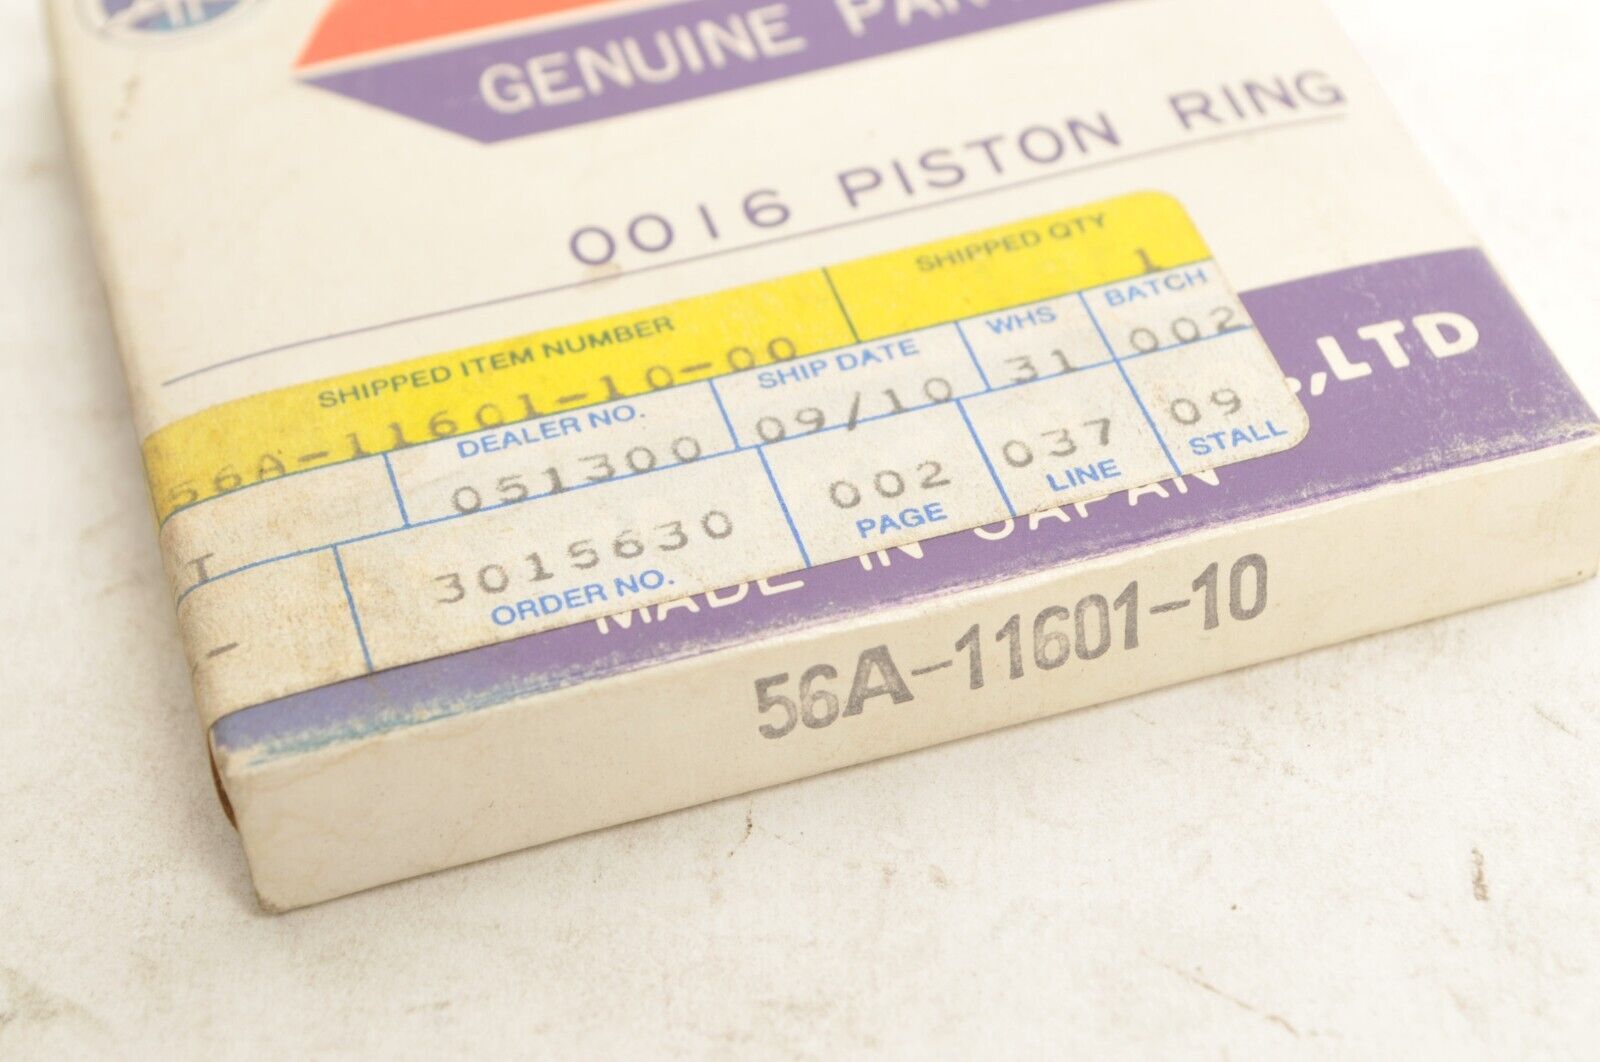 GENUINE PAR
0016 PISTON RING
SHIPPED ITEM NUMBER SHIPPED QTY
56A-11601-10-00 1
DEALER NO. SHIP DATE WHS BATCH
051300 09/10 31 002
3015630 002 037 09
ORDER NO. PAGE LINE STALL
.,LTD
MADE IN JAPAN
56A-11601-10